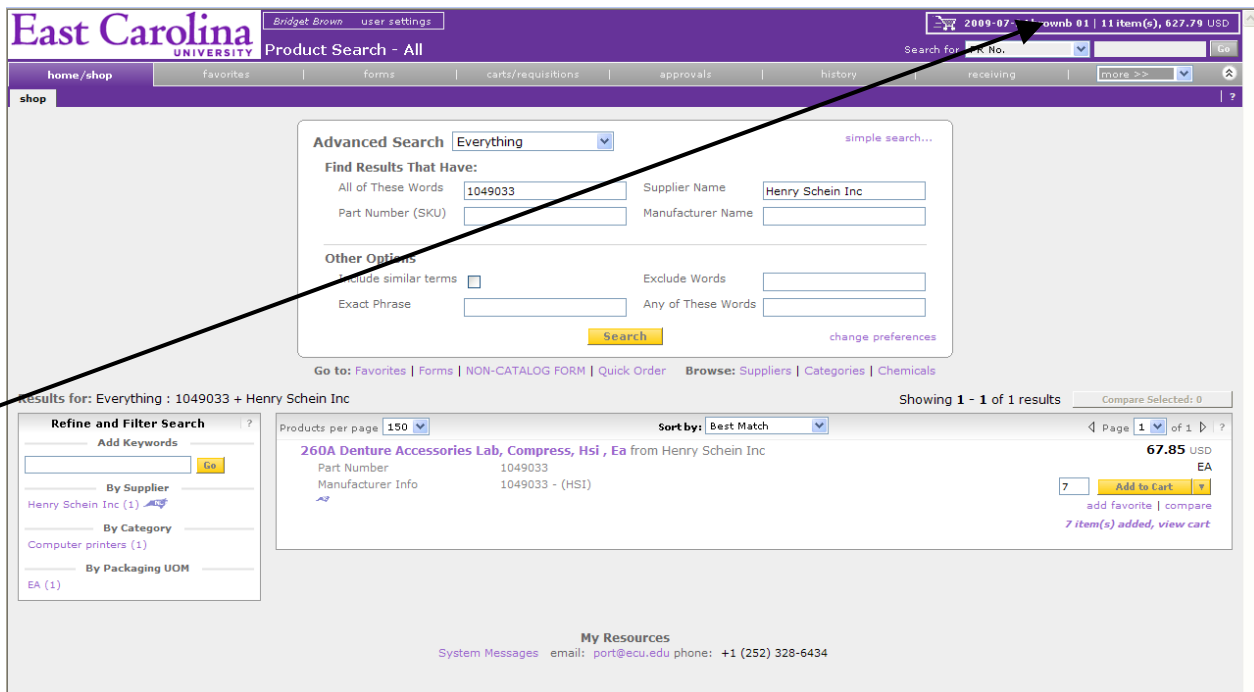 East Carolina UNIVERSITY
Bridget Brown user settings
2009-07- ownb 01 | 11 item(s), 627.79 USD
Product Search - All
Search for PR No. Go
home/shop favorites | forms | carts/requisitions | approvals | history | receiving | more >>
shop | ?
Advanced Search Everything simple search...
Find Results That Have:
All of These Words 1049033 Supplier Name Henry Schein Inc
Part Number (SKU) Manufacturer Name
Other Options
Include similar terms Exclude Words
Exact Phrase Any of These Words
Search change preferences
Go to: Favorites | Forms | NON-CATALOG FORM | Quick Order Browse: Suppliers | Categories | Chemicals
Results for: Everything : 1049033 + Henry Schein Inc Showing 1 - 1 of 1 results Compare Selected: 0
Refine and Filter Search ?
Add Keywords
Go
By Supplier
Henry Schein Inc (1)
By Category
Computer printers (1)
By Packaging UOM
EA (1)
Products per page 150 Sort by: Best Match Page 1 of 1 ?
260A Denture Accessories Lab, Compress, Hsi , Ea from Henry Schein Inc 67.85 USD
Part Number 1049033 EA
Manufacturer Info 1049033 - (HSI) 7 Add to Cart
add favorite | compare
7 item(s) added, view cart
My Resources
System Messages email: port@ecu.edu phone: +1 (252) 328-6434